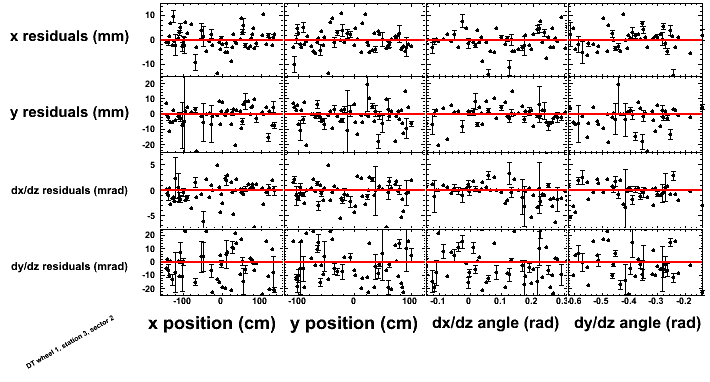 x residuals (mm)
10
0
-10
y residuals (mm)
20
10
0
-10
-20
dx/dz residuals (mrad)
5
0
-5
dy/dz residuals (mrad)
20
10
0
-10
-20
-100 0 100 -100 0 100 -0.1 0 0.1 0.2 0.3 -0.6 -0.5 -0.4 -0.3 -0.2
x position (cm) y position (cm) dx/dz angle (rad) dy/dz angle (rad)
DT wheel 1, station 3, sector 2